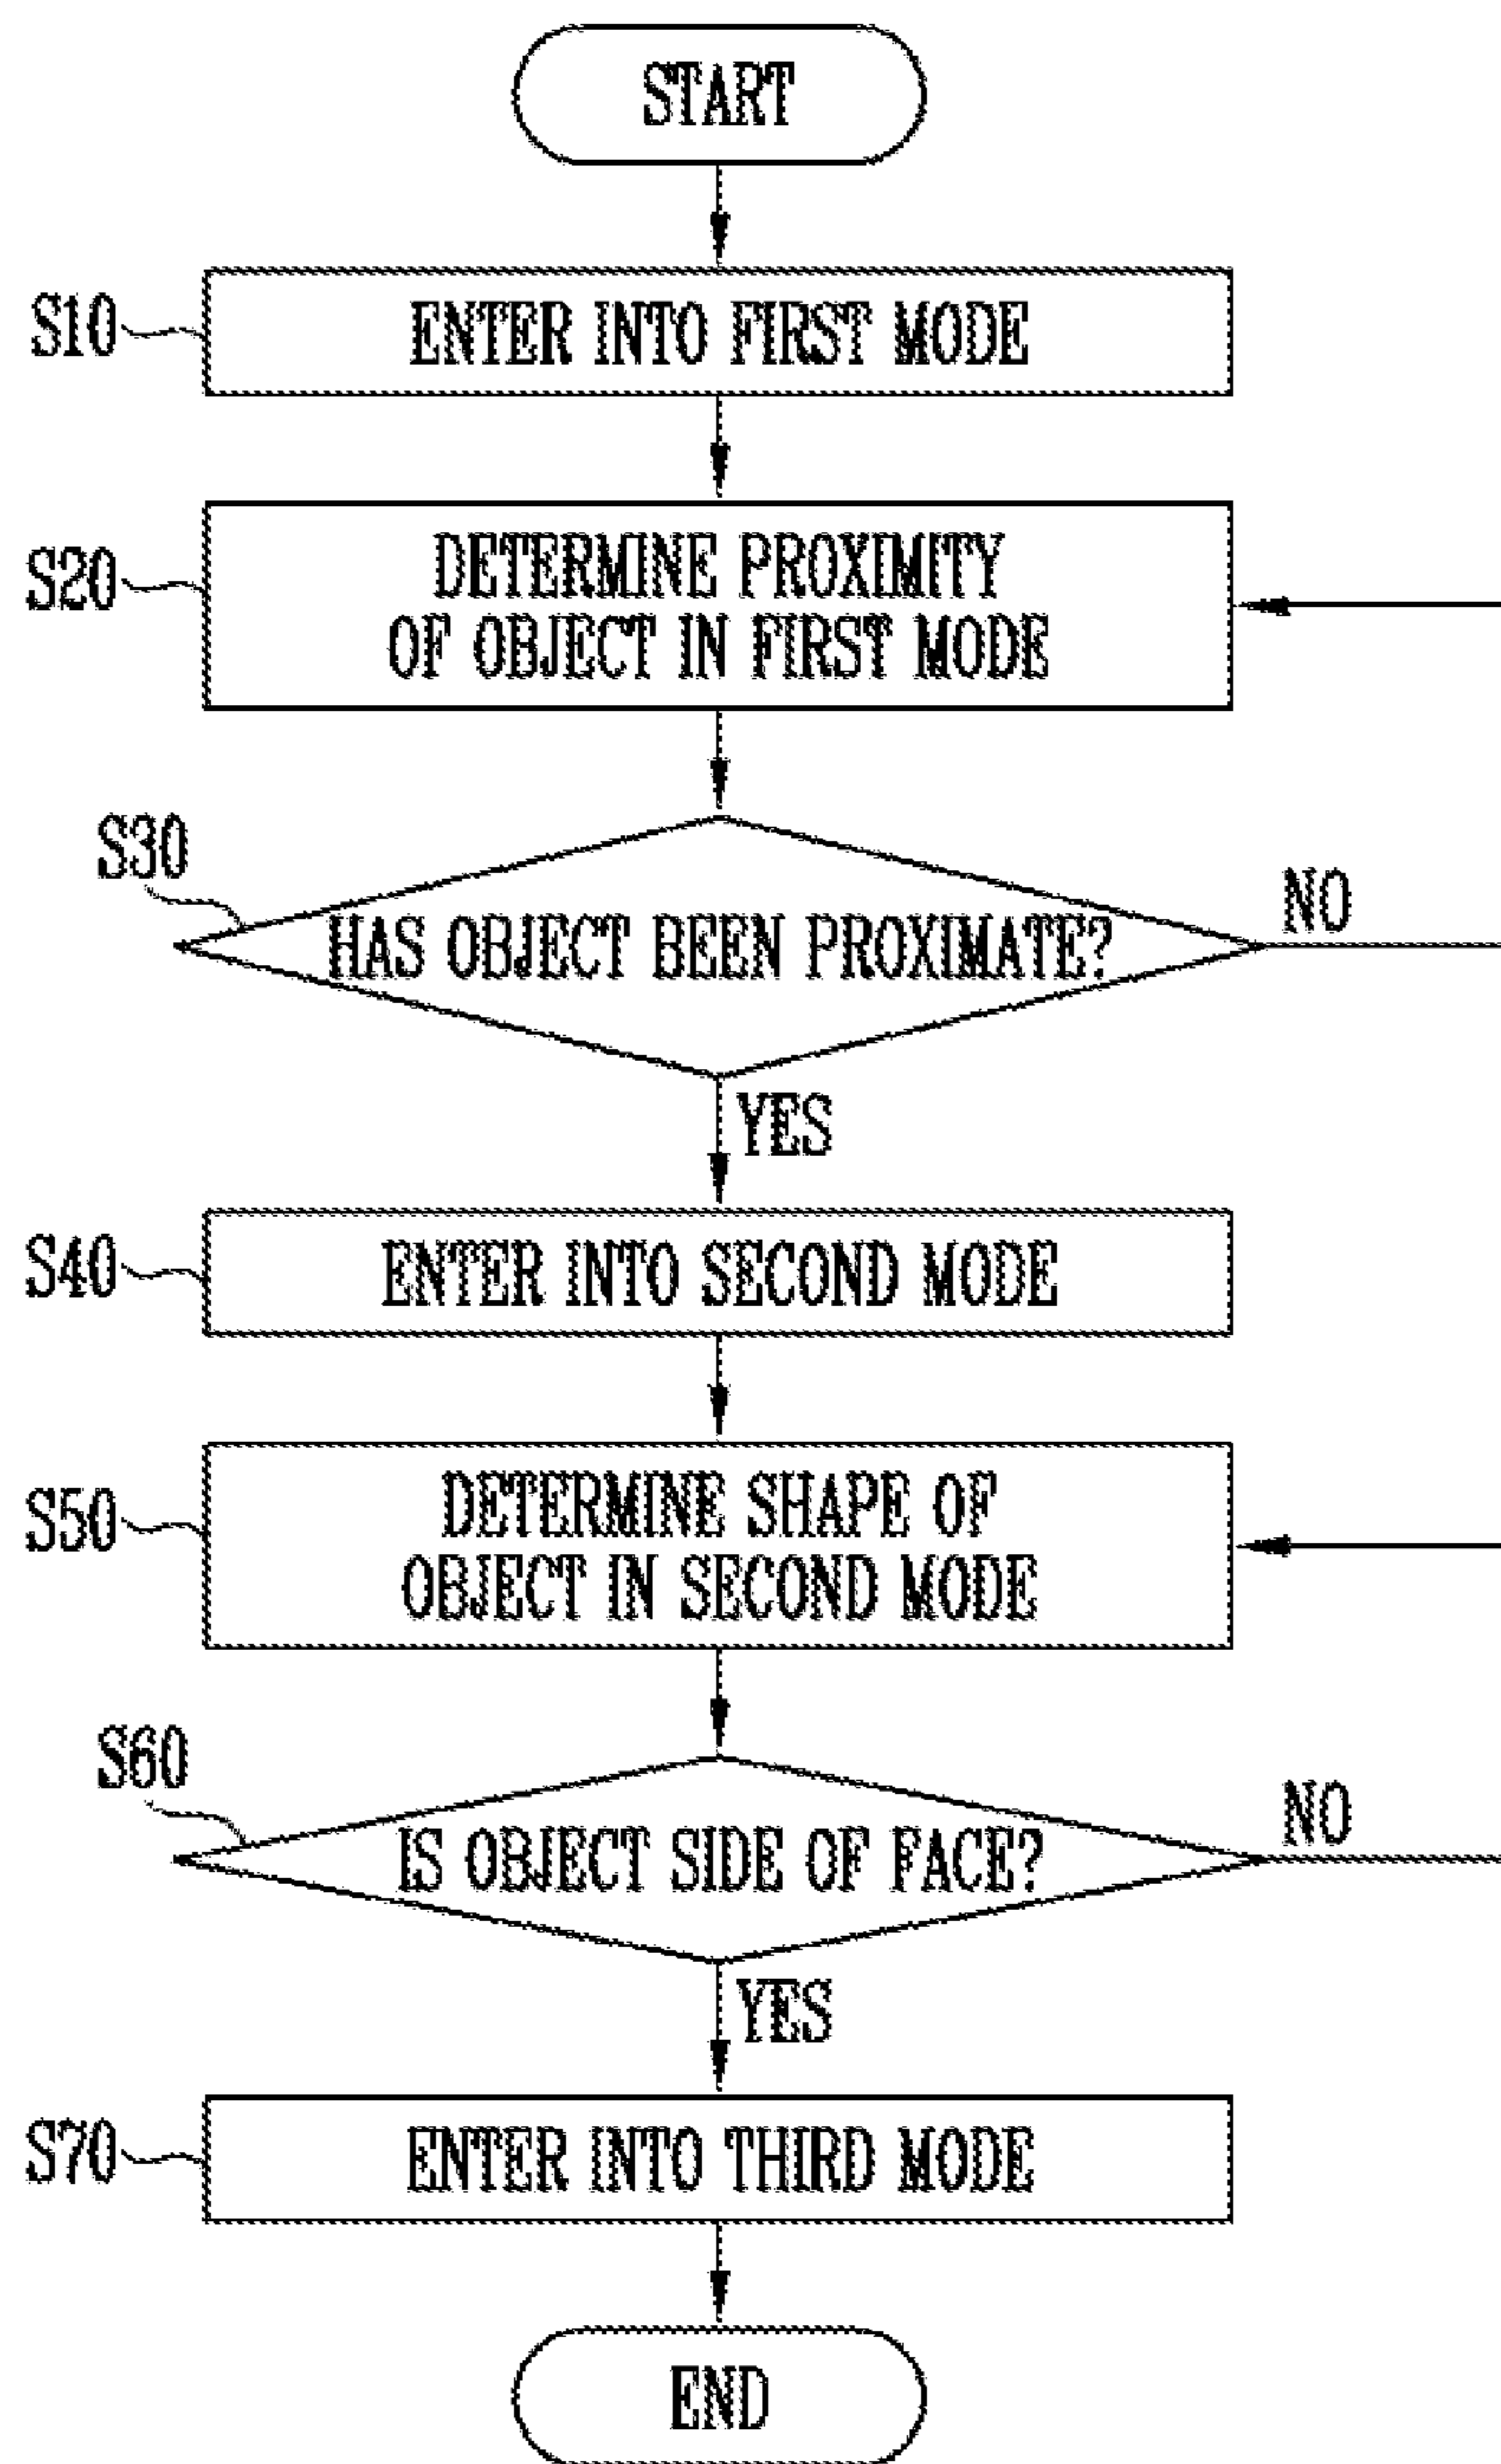 START
S10
ENTER INTO FIRST MODE
S20
DETERMINE PROXIMITY
OF OBJECT IN FIRST MODE
S30
HAS OBJECT BEEN PROXIMATE?
NO
YES
S40
ENTER INTO SECOND MODE
S50
DETERMINE SHAPE OF
OBJECT IN SECOND MODE
S60
IS OBJECT SIDE OF FACE?
NO
YES
S70
ENTER INTO THIRD MODE
END